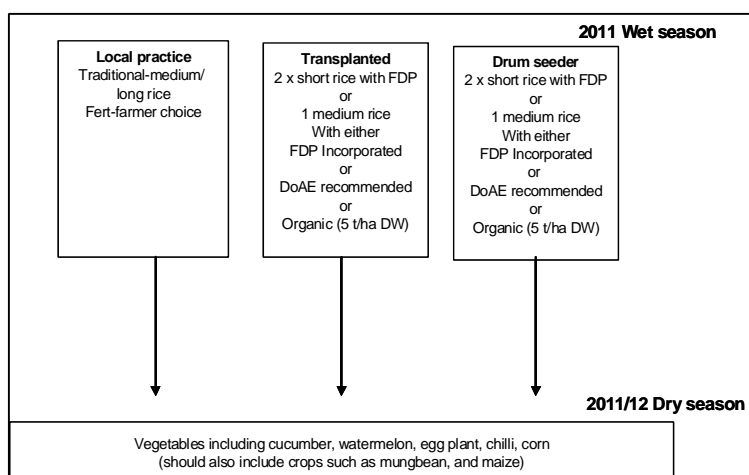 2011 Wet season
Local practice
Traditional-medium/
long rice
Fert-farmer choice
Transplanted
2 x short rice with FDP
or
1 medium rice
With either
FDP Incorporated
or
DoAE recommended
or
Organic (5 t/ha DW)
Drum seeder
2 x short rice with FDP
or
1 medium rice
With either
FDP Incorporated
or
DoAE recommended
or
Organic (5 t/ha DW)
2011/12 Dry season
Vegetables including cucumber, watermelon, egg plant, chilli, corn
(should also include crops such as mungbean, and maize)